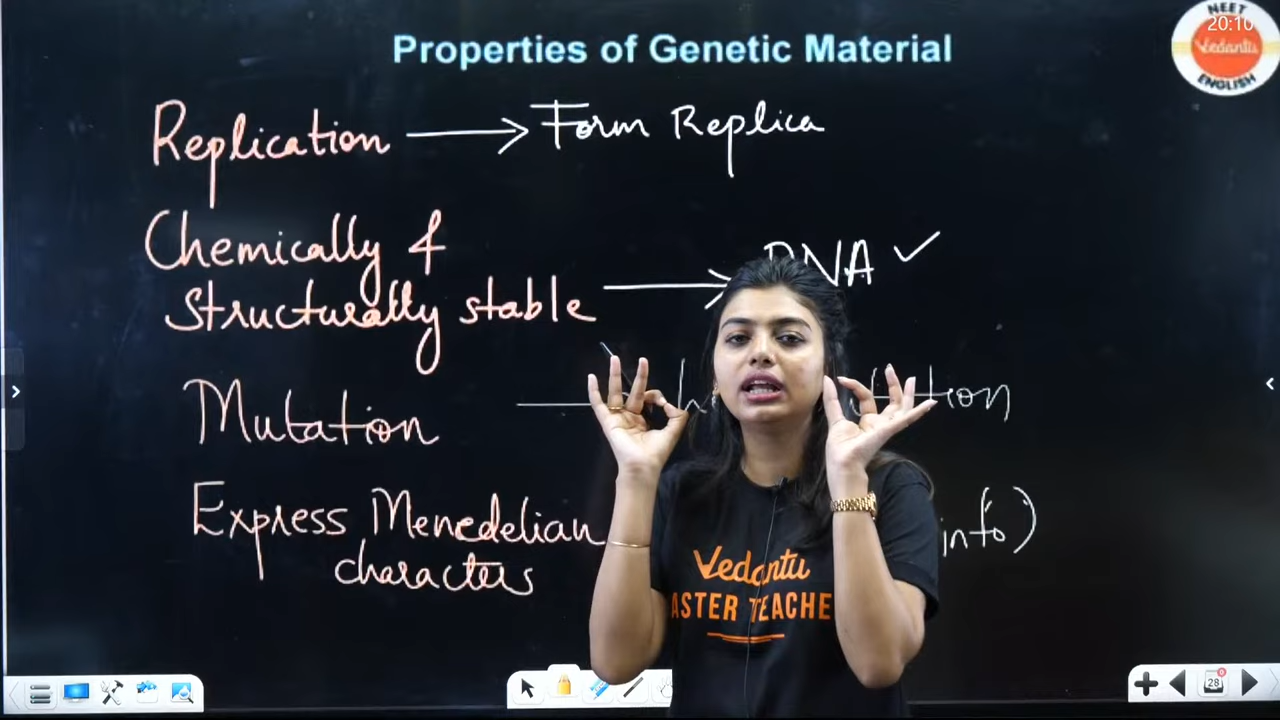 Properties of Genetic Material
NEET
20:10
Vedantu
ENGLISH
Replication → Form Replica
Chemically &
Structurally stable → DNA ✓
Mutation
Express Menedelian info)
characters
Vedantu
ASTER TEACHE
28